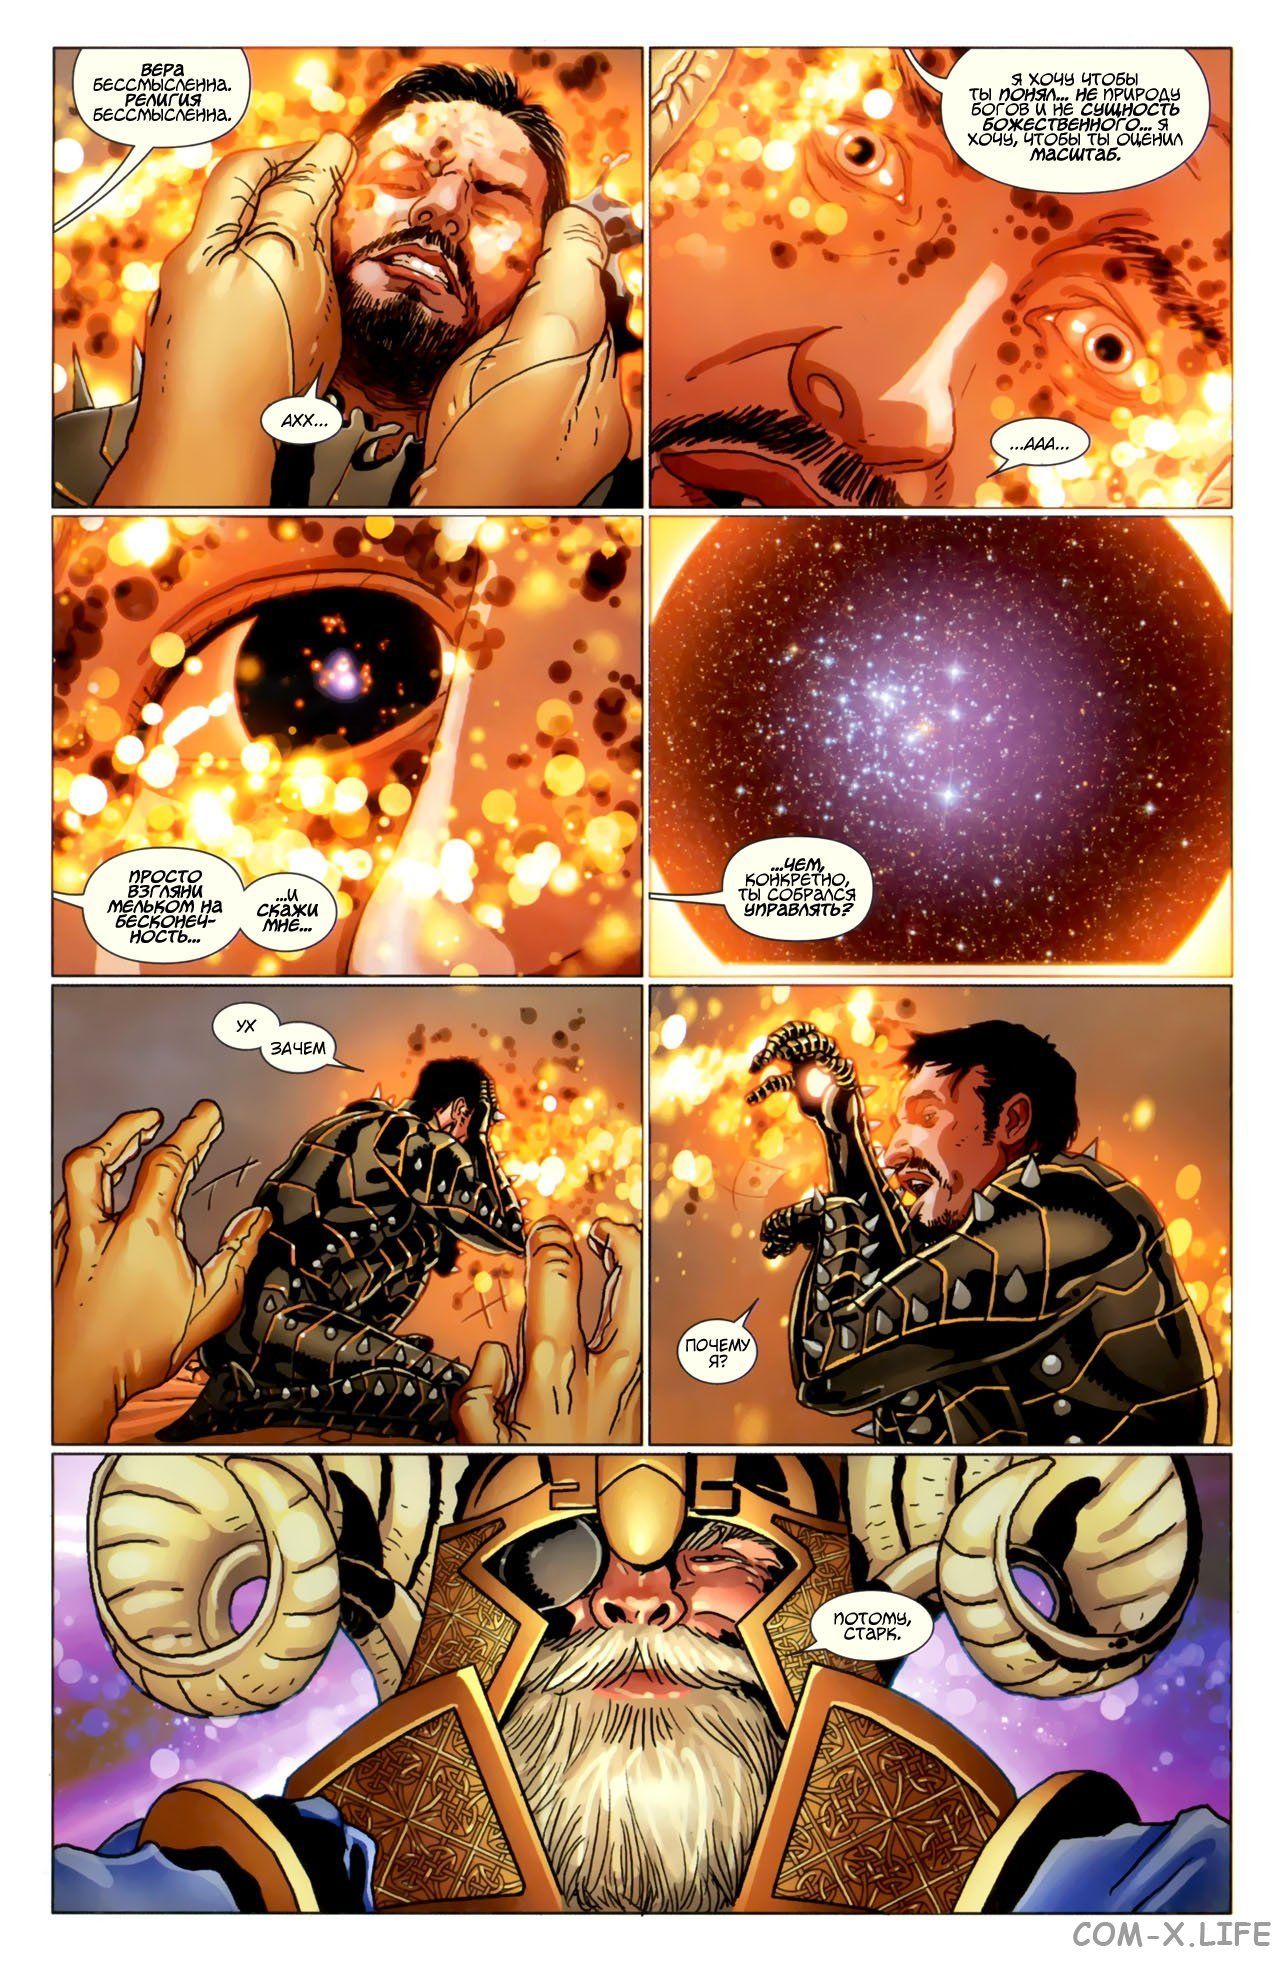 ВЕРА
БЕССМЫСЛЕННА.
РЕЛИГИЯ
БЕССМЫСЛЕННА.
АХХ...
Я ХОЧУ ЧТОБЫ
ТЫ ПОНЯЛ... НЕ ПРИРОДУ
БОГОВ И НЕ СУЩНОСТЬ
БОЖЕСТВЕННОГО... Я
ХОЧУ, ЧТОБЫ ТЫ ОЦЕНИЛ
МАСШТАБ.
...ААА...
ПРОСТО
ВЗГЛЯНИ
МЕЛЬКОМ НА
БЕСКОНЕЧ-
НОСТЬ...
...И
СКАЖИ
МНЕ...
...ЧЕМ,
КОНКРЕТНО,
ТЫ СОБРАЛСЯ
УПРАВЛЯТЬ?
УХ
ЗАЧЕМ
ПОЧЕМУ
Я?
ПОТОМУ,
СТАРК.
COM-X.LIFE